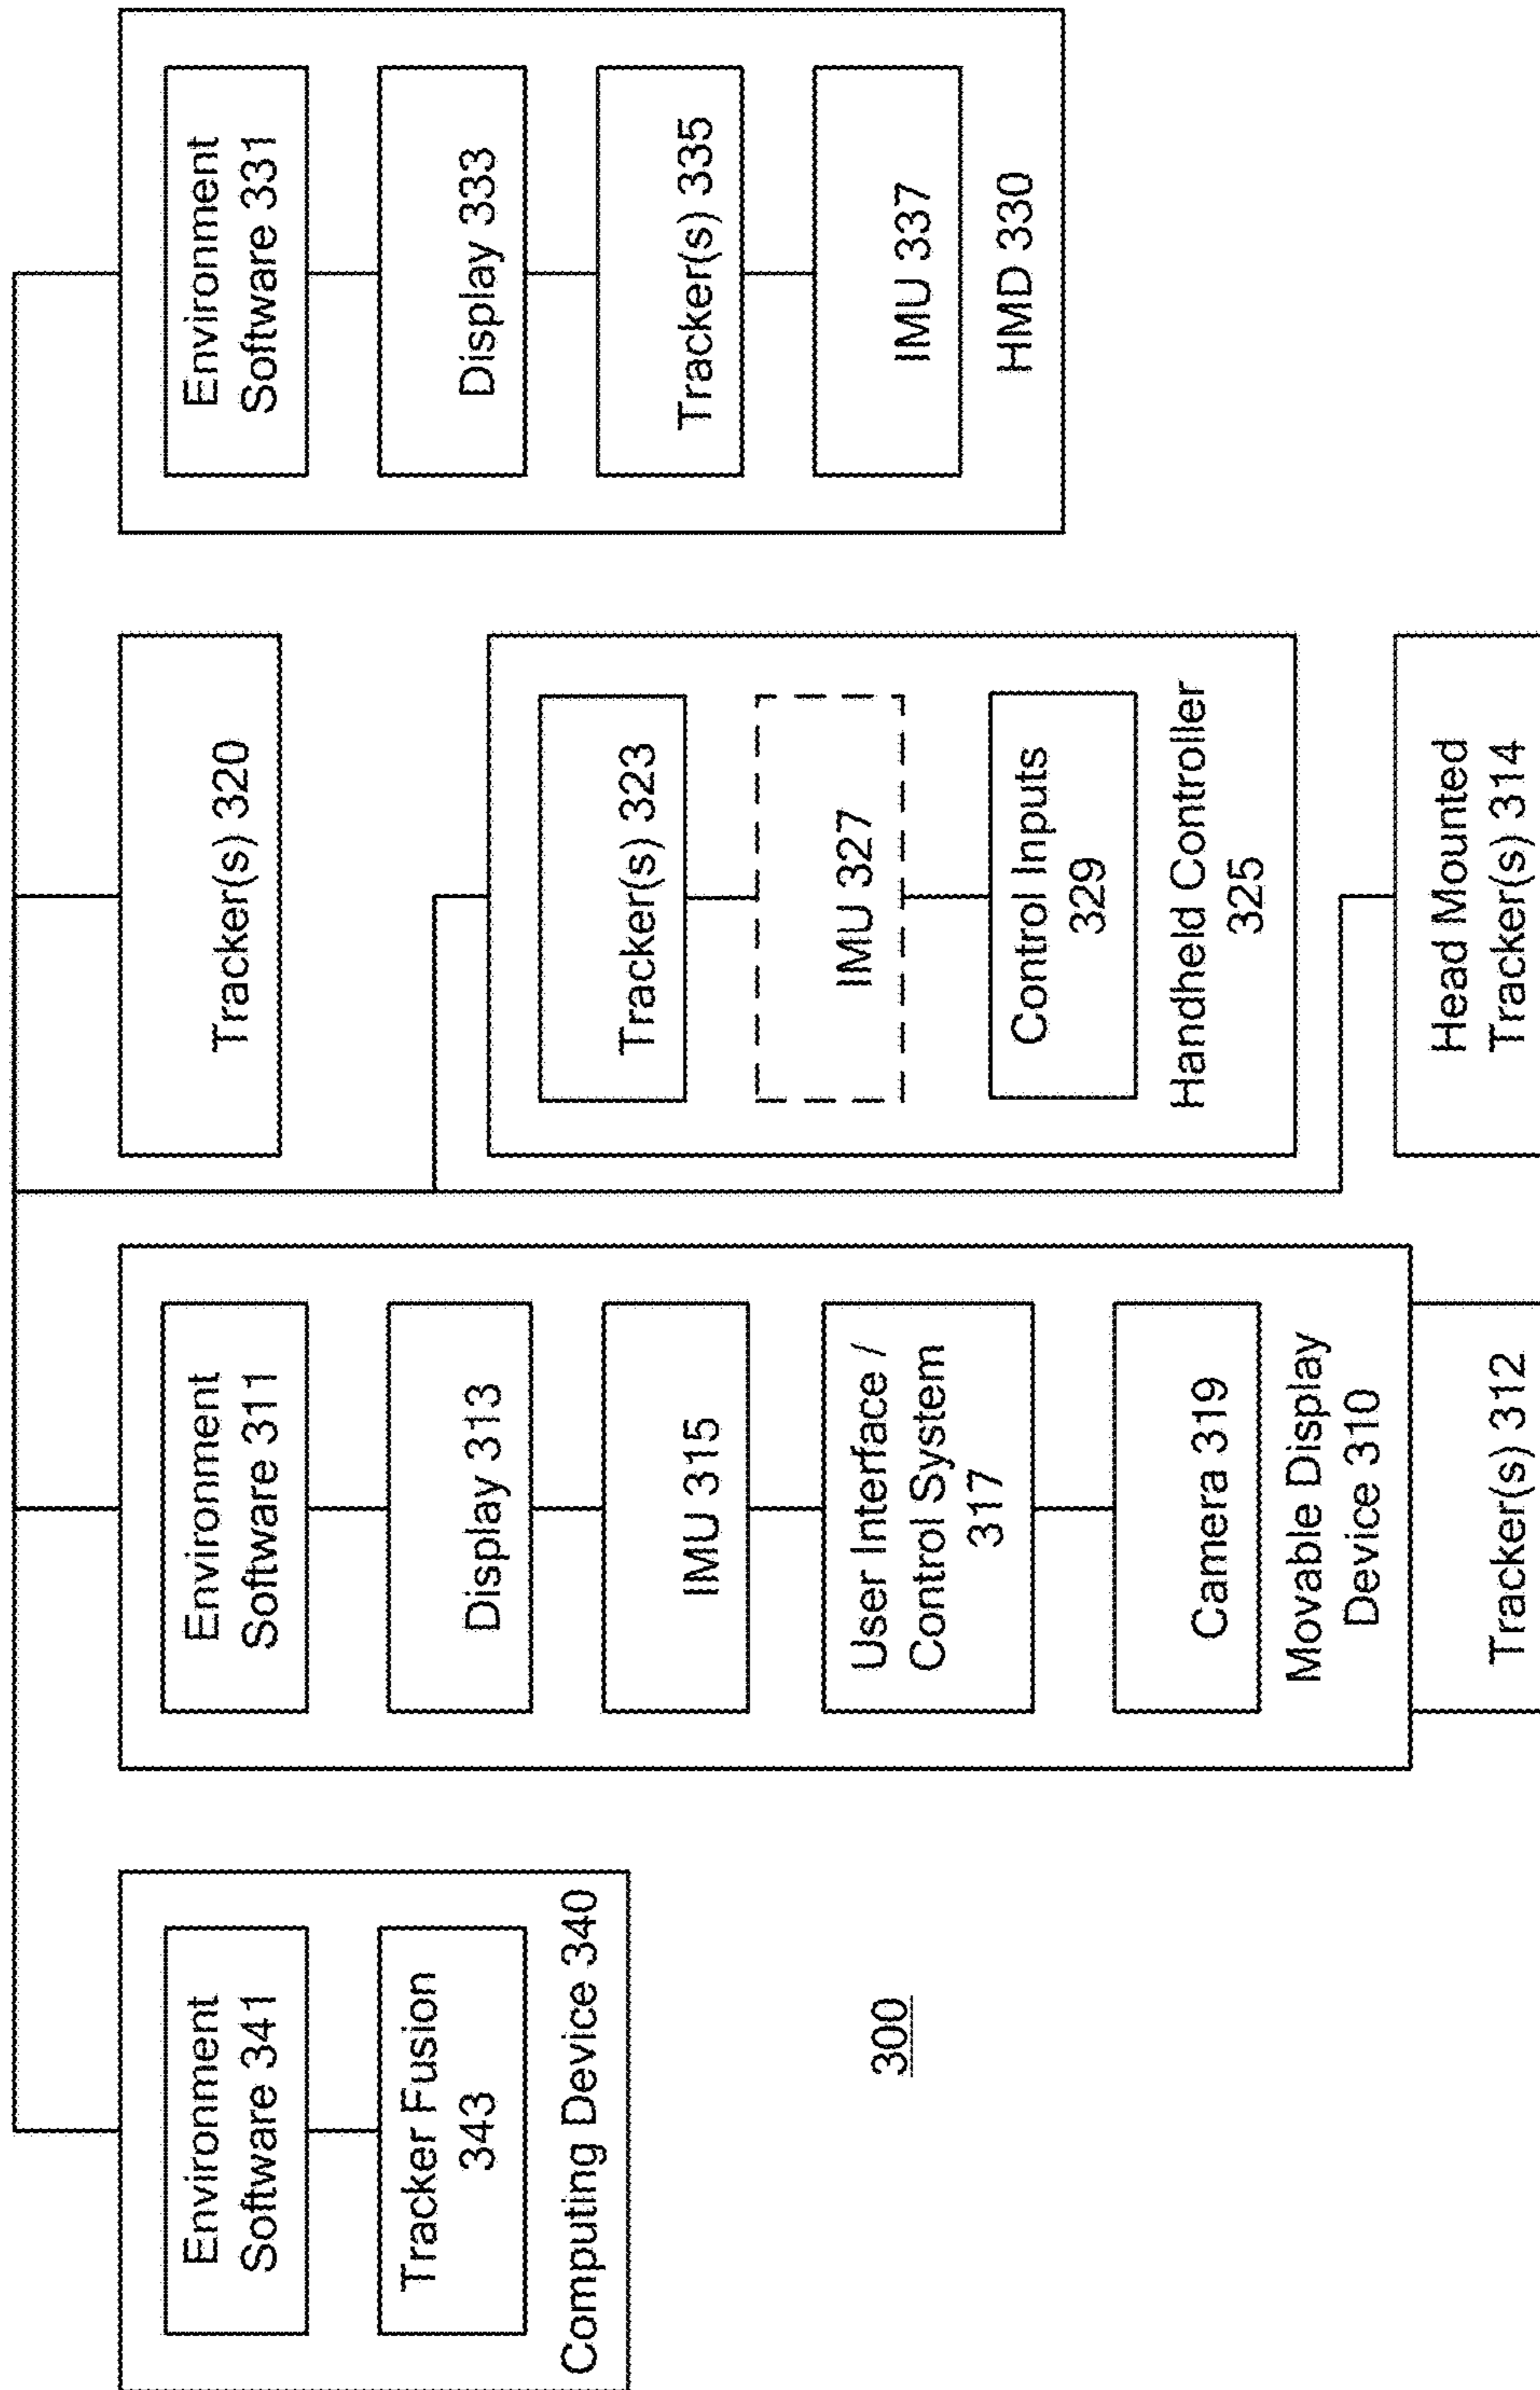 Environment
Software 341
Tracker Fusion
343
Computing Device 340
300
Environment
Software 311
Display 313
IMU 315
User Interface /
Control System
317
Camera 319
Movable Display
Device 310
Tracker(s) 312
Tracker(s) 320
Tracker(s) 323
IMU 327
Control Inputs
329
Handheld Controller
325
Head Mounted
Tracker(s) 314
Environment
Software 331
Display 333
Tracker(s) 335
IMU 337
HMD 330